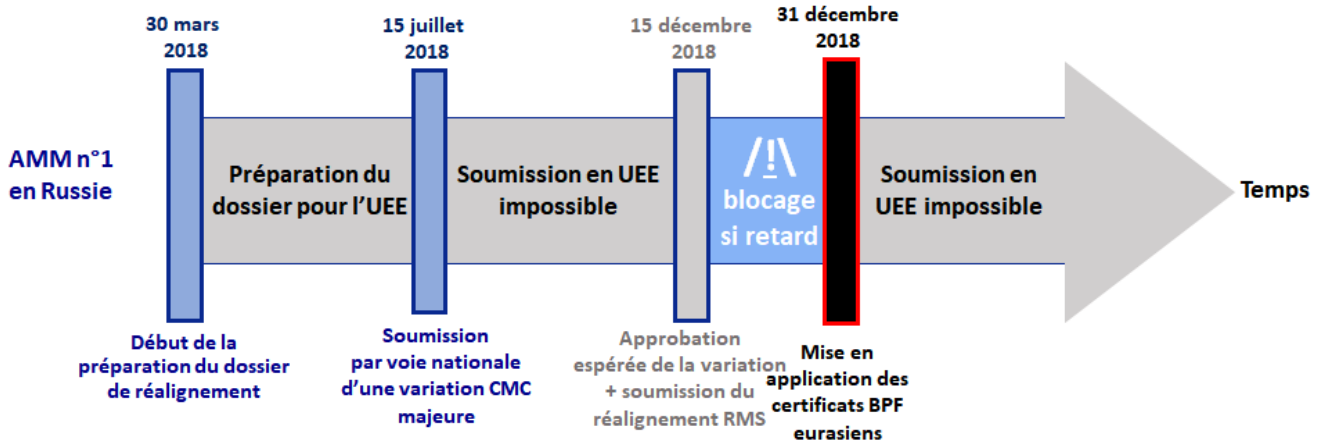 30 mars
2018
15 juillet
2018
15 décembre
2018
31 décembre
2018
AMM n°1
en Russie
Préparation du
dossier pour l’UEE
Soumission en UEE
impossible
/!\
blocage
si retard
Soumission en
UEE impossible
Temps
Début de la
préparation du dossier
de réalignement
Soumission
par voie nationale
d’une variation CMC
majeure
Approbation
espérée de la variation
+ soumission du
réalignement RMS
Mise en
application des
certificats BPF
eurasiens